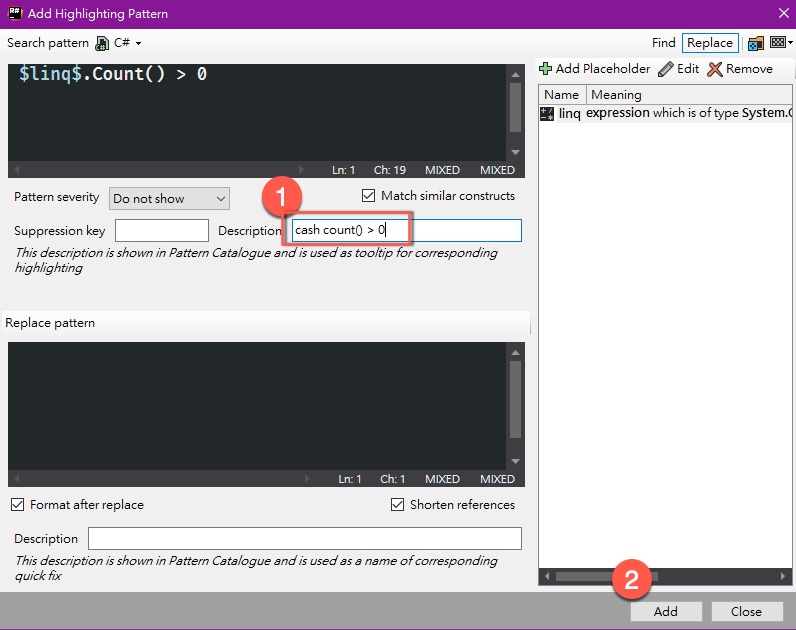 R# Add Highlighting Pattern
Search pattern C# Find Replace
$linq$.Count() > 0
Add Placeholder Edit Remove
Name Meaning
linq expression which is of type System.C
Ln: 1 Ch: 19 MIXED MIXED
Pattern severity Do not show 1 Match similar constructs
Suppression key Description cash count() > 0
This description is shown in Pattern Catalogue and is used as tooltip for corresponding
highlighting
Replace pattern
Ln: 1 Ch: 1 MIXED MIXED
Format after replace Shorten references
Description
This description is shown in Pattern Catalogue and is used as a name of corresponding
quick fix
2
Add Close